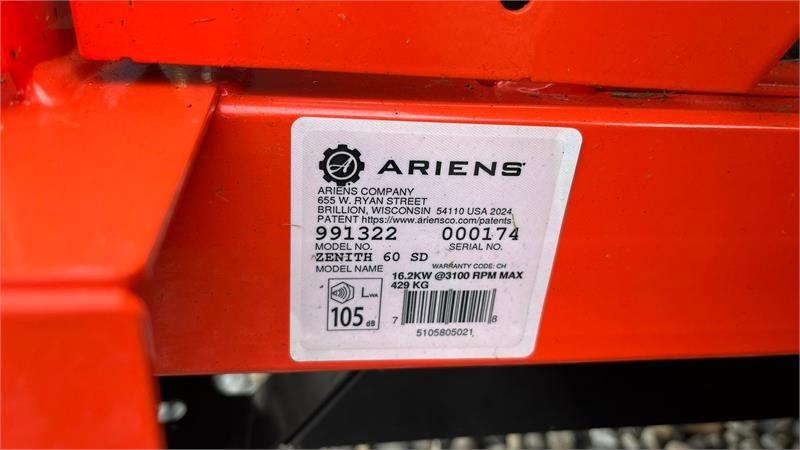 ARIENS
ARIENS COMPANY
655 W. RYAN STREET
BRILLION, WISCONSIN 54110 USA 2024
PATENT https://www.ariensco.com/patents
991322 000174
MODEL NO. SERIAL NO.
ZENITH 60 SD
MODEL NAME WARRANTY CODE: CH
16.2KW @3100 RPM MAX
429 KG
LWA
105 dB
7 8
5105805021